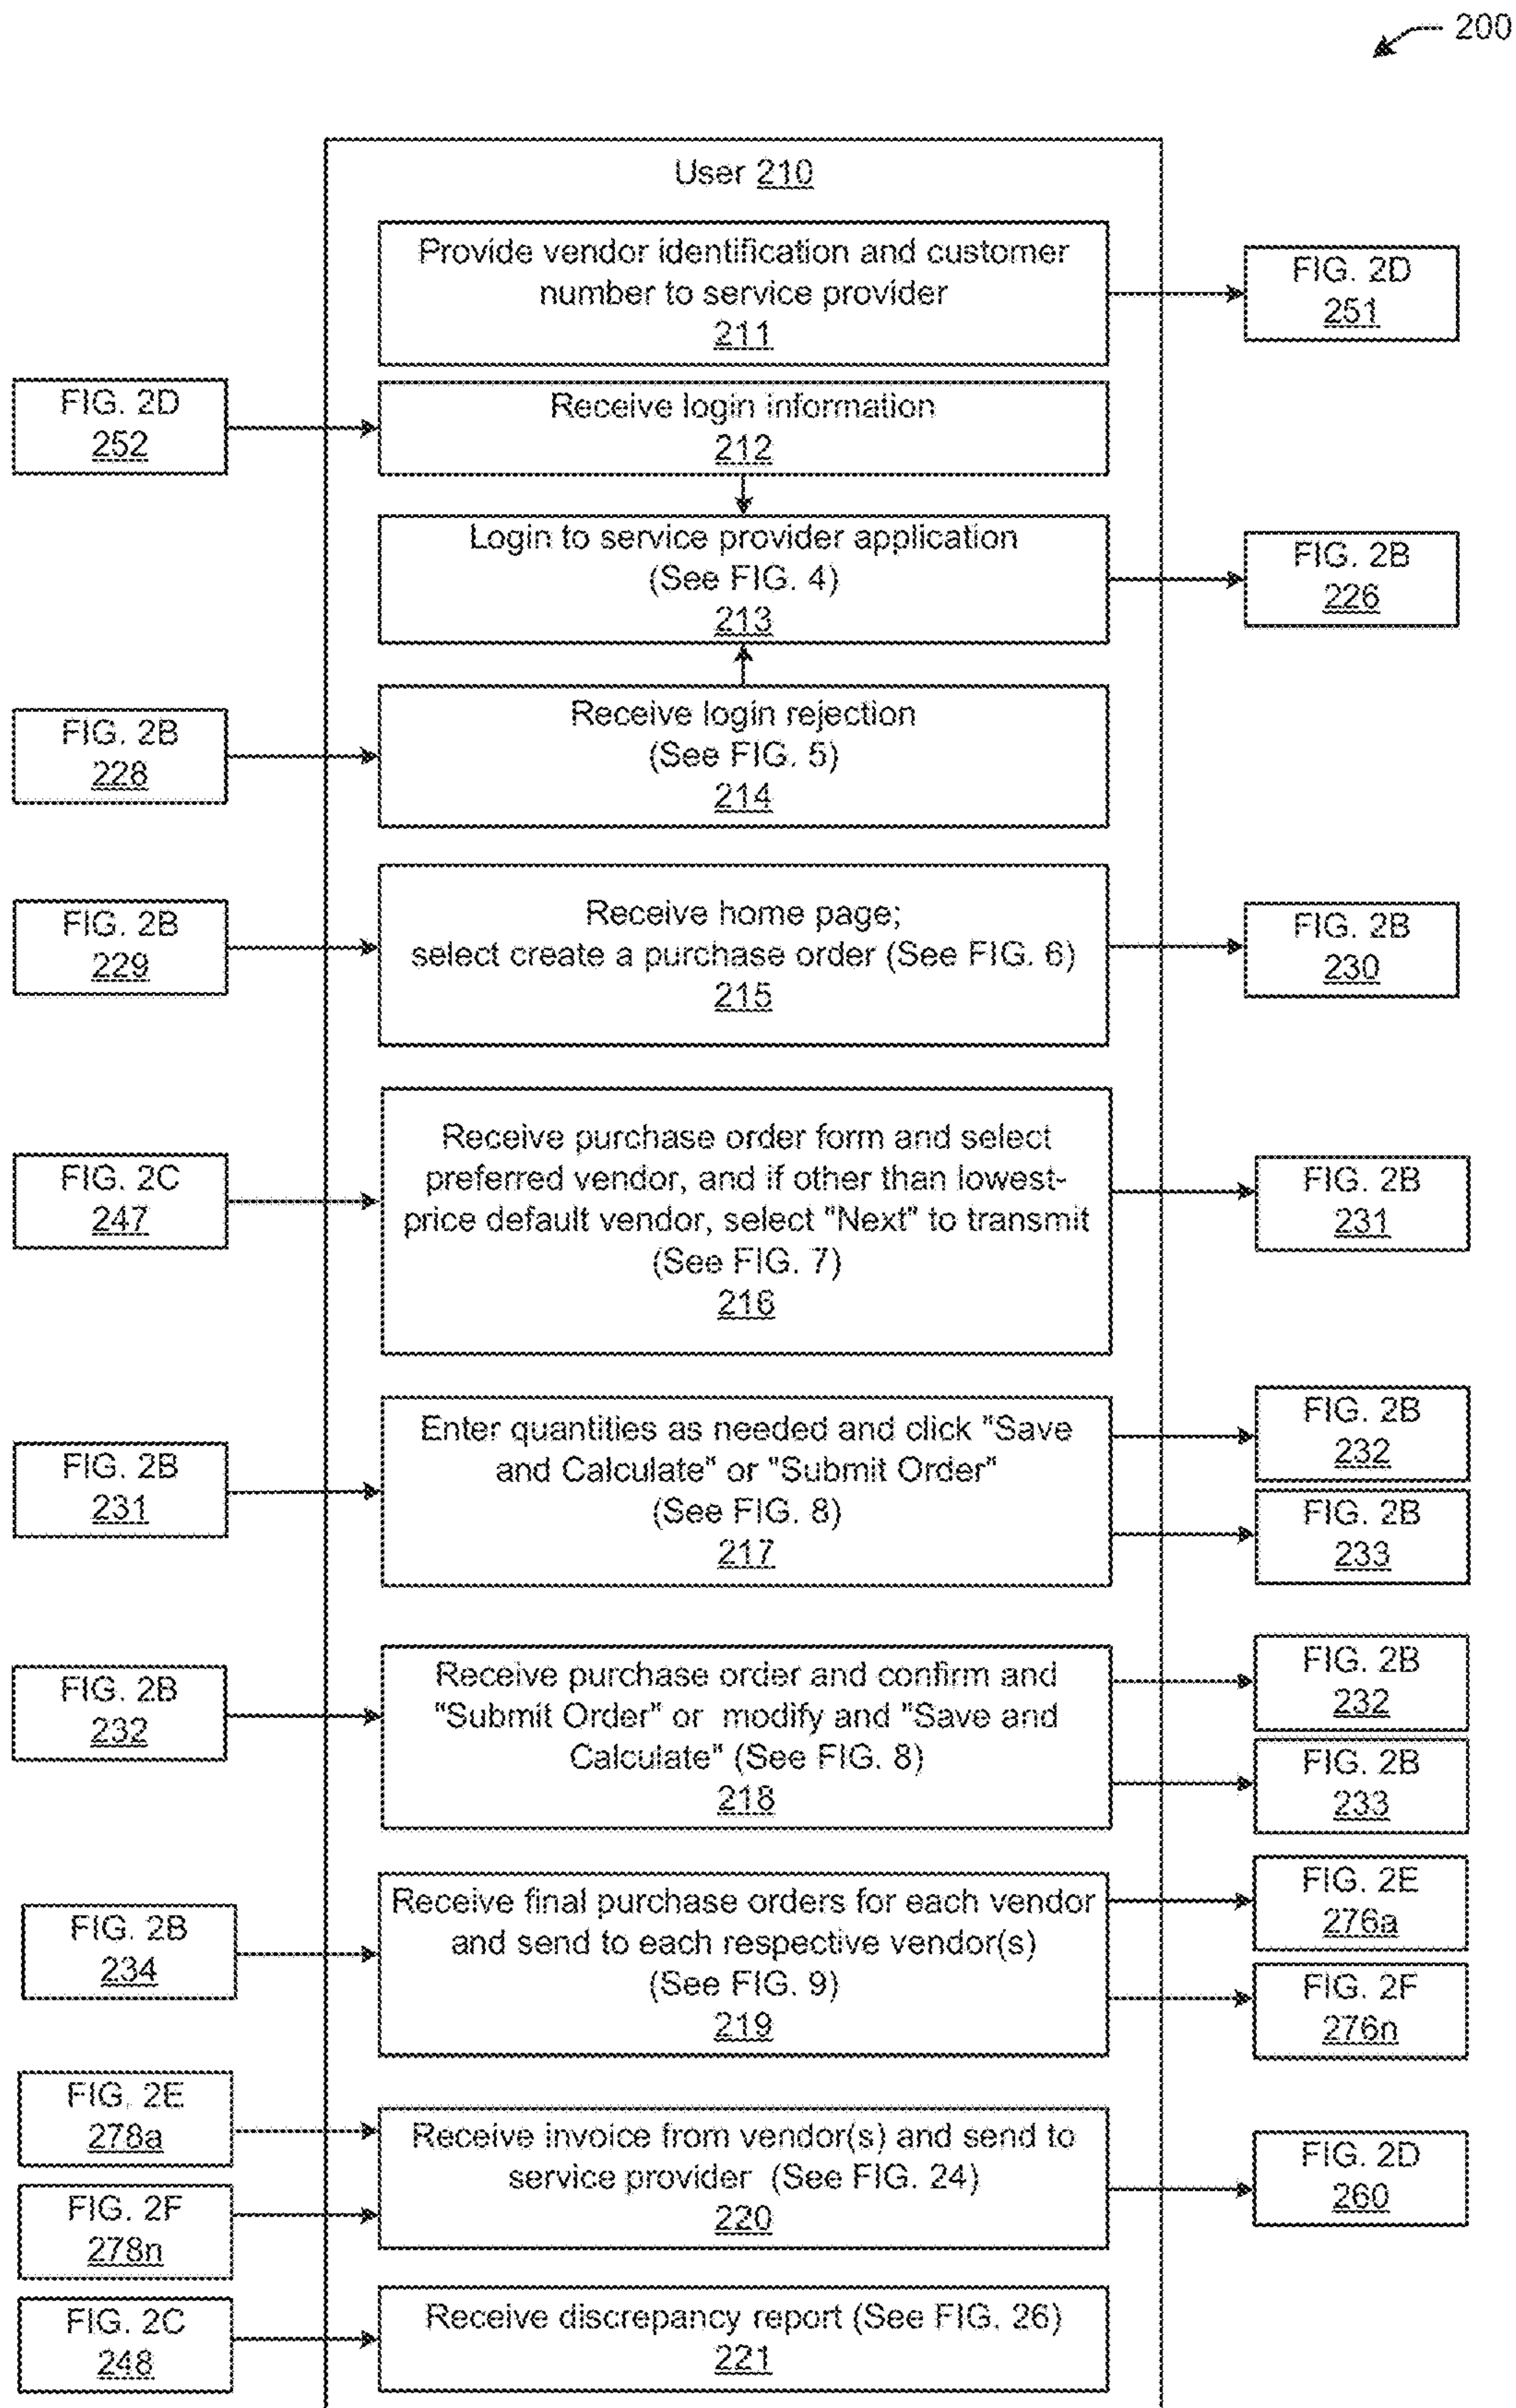 200
User 210
Provide vendor identification and customer
number to service provider
211
FIG. 2D
251
FIG. 2D
252
Receive login information
212
Login to service provider application
(See FIG. 4)
213
FIG. 2B
226
FIG. 2B
228
Receive login rejection
(See FIG. 5)
214
FIG. 2B
229
Receive home page;
select create a purchase order (See FIG. 6)
215
FIG. 2B
230
FIG. 2C
247
Receive purchase order form and select
preferred vendor, and if other than lowest-
price default vendor, select "Next" to transmit
(See FIG. 7)
216
FIG. 2B
231
FIG. 2B
231
Enter quantities as needed and click "Save
and Calculate" or "Submit Order"
(See FIG. 8)
217
FIG. 2B
232
FIG. 2B
233
FIG. 2B
232
Receive purchase order and confirm and
"Submit Order" or modify and "Save and
Calculate" (See FIG. 8)
218
FIG. 2B
232
FIG. 2B
233
FIG. 2B
234
Receive final purchase orders for each vendor
and send to each respective vendor(s)
(See FIG. 9)
219
FIG. 2E
276a
FIG. 2F
276n
FIG. 2E
278a
FIG. 2F
278n
Receive invoice from vendor(s) and send to
service provider (See FIG. 24)
220
FIG. 2D
260
FIG. 2C
248
Receive discrepancy report (See FIG. 26)
221